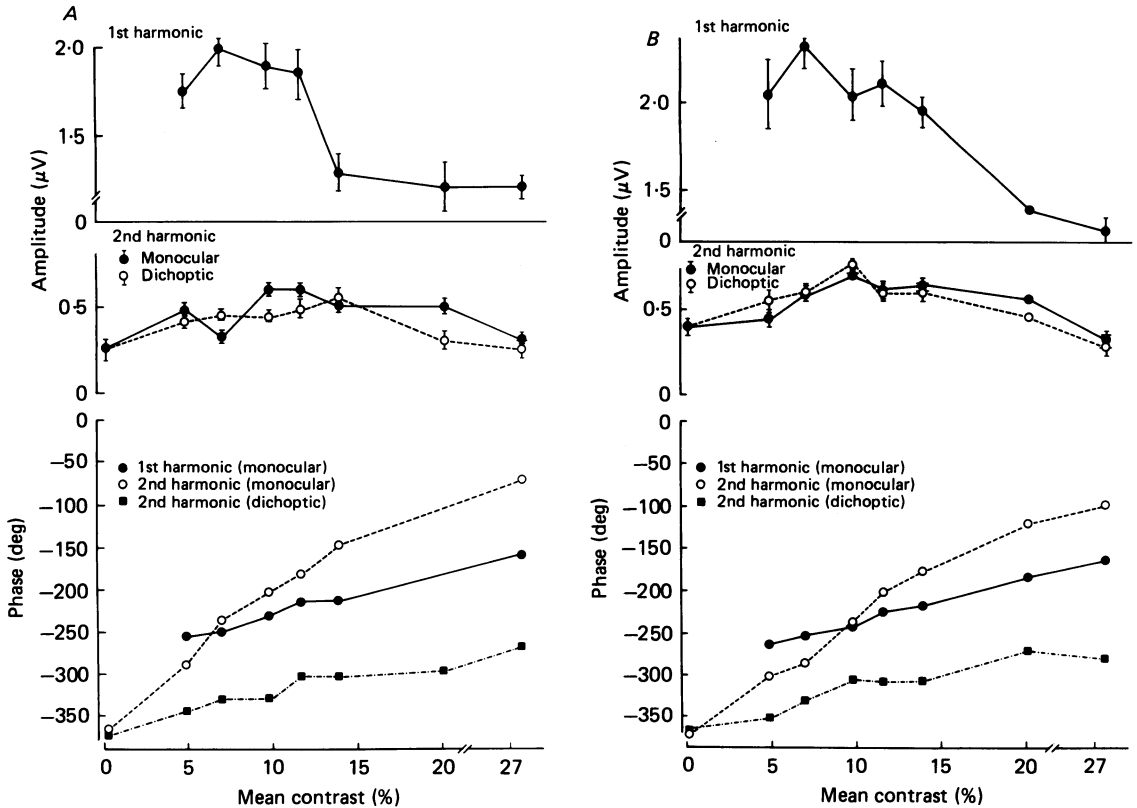 A
1st harmonic
2·0
1·5
0
Amplitude (μV)
2nd harmonic
Monocular
Dichoptic
0·5
0
0
−50
−100
−150
−200
−250
−300
−350
Phase (deg)
1st harmonic (monocular)
2nd harmonic (monocular)
2nd harmonic (dichoptic)
0 5 10 15 20 27
Mean contrast (%)
B
1st harmonic
2·0
1·5
0
Amplitude (μV)
2nd harmonic
Monocular
Dichoptic
0·5
0
0
−50
−100
−150
−200
−250
−300
−350
Phase (deg)
1st harmonic (monocular)
2nd harmonic (monocular)
2nd harmonic (dichoptic)
0 5 10 15 20 27
Mean contrast (%)